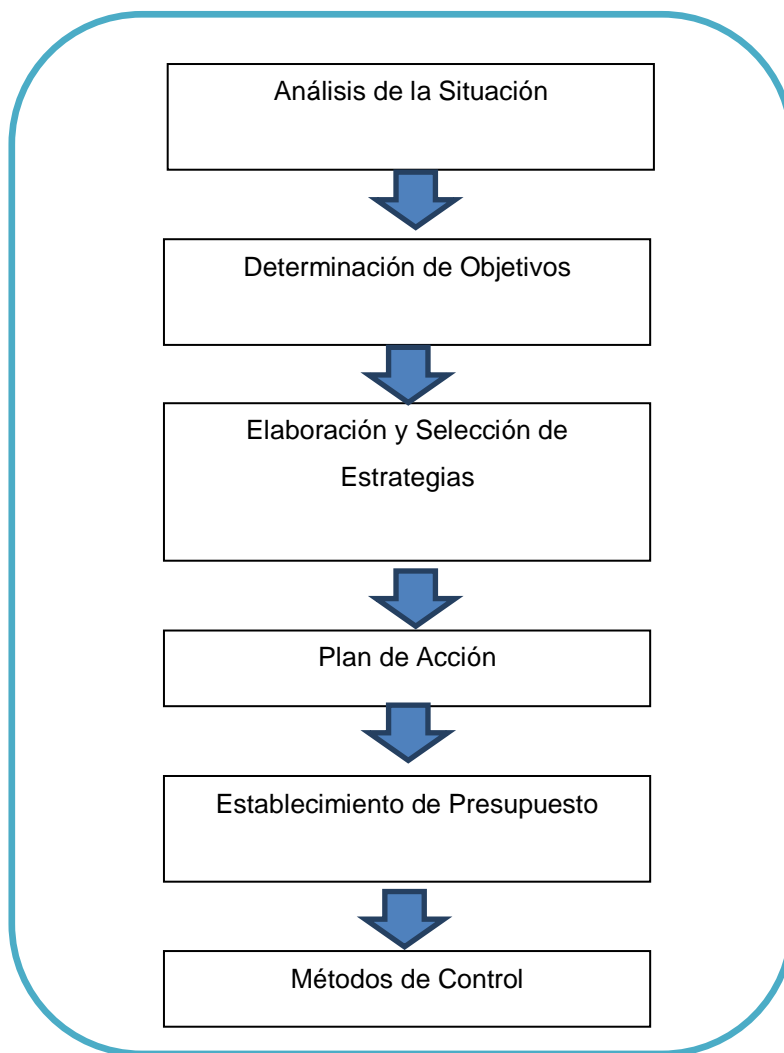 Análisis de la Situación
Determinación de Objetivos
Elaboración y Selección de
Estrategias
Plan de Acción
Establecimiento de Presupuesto
Métodos de Control